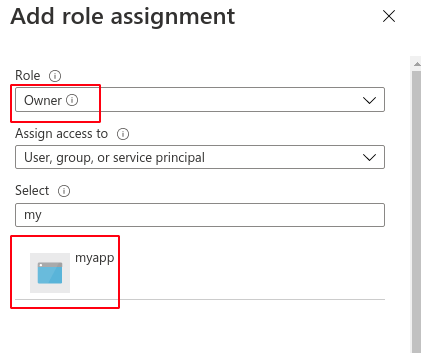 Add role assignment
Role
Owner
Assign access to
User, group, or service principal
Select
my
myapp